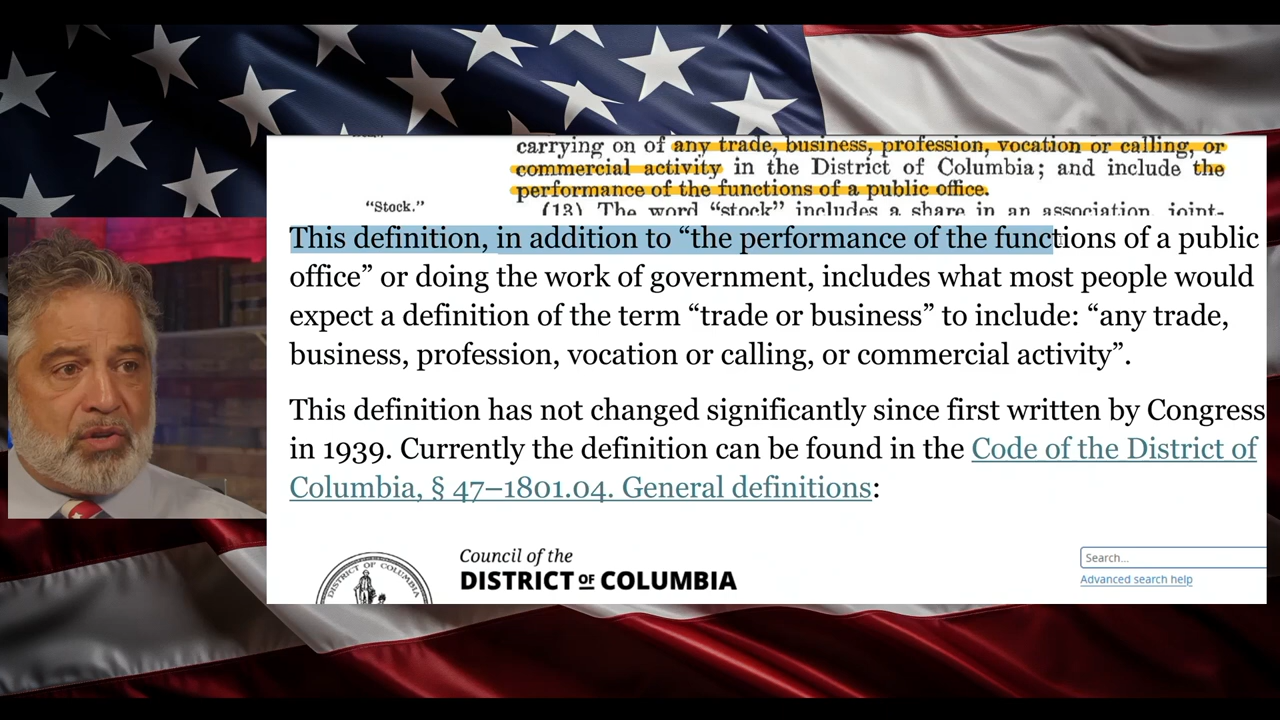 carrying on of any trade, business, profession, vocation or calling, or
commercial activity in the District of Columbia; and include the
performance of the functions of a public office.
“Stock.”
(13) The word “stock” includes a share in an association, joint-
This definition, in addition to “the performance of the functions of a public
office” or doing the work of government, includes what most people would
expect a definition of the term “trade or business” to include: “any trade,
business, profession, vocation or calling, or commercial activity”.
This definition has not changed significantly since first written by Congress
in 1939. Currently the definition can be found in the Code of the District of
Columbia, § 47–1801.04. General definitions:
DISTRICT OF COLUMBIA
Council of the
DISTRICT OF COLUMBIA
Search...
Advanced search help